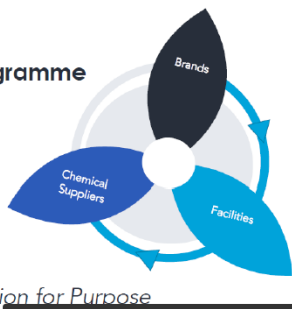 gramme
Brands
Chemical
Suppliers
Facilities
ion for Purpose